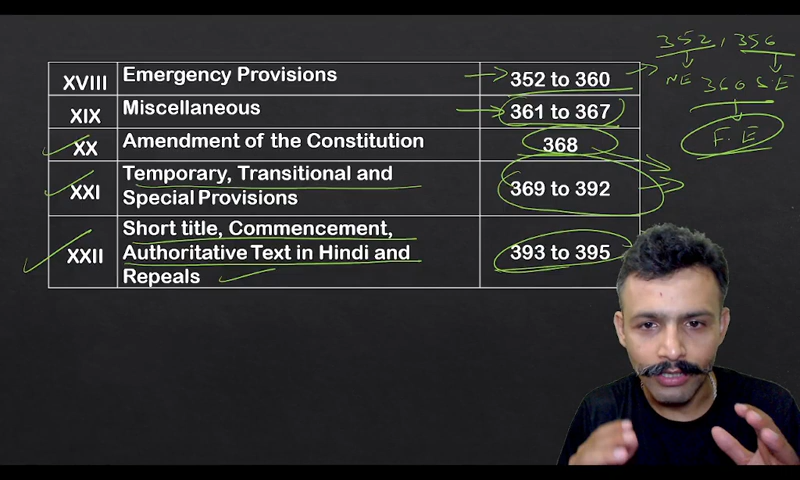 352, 356
NE 360 S.E
F.E
XVIII Emergency Provisions 352 to 360
XIX Miscellaneous 361 to 367
XX Amendment of the Constitution 368
XXI Temporary, Transitional and Special Provisions 369 to 392
XXII Short title, Commencement, Authoritative Text in Hindi and Repeals 393 to 395